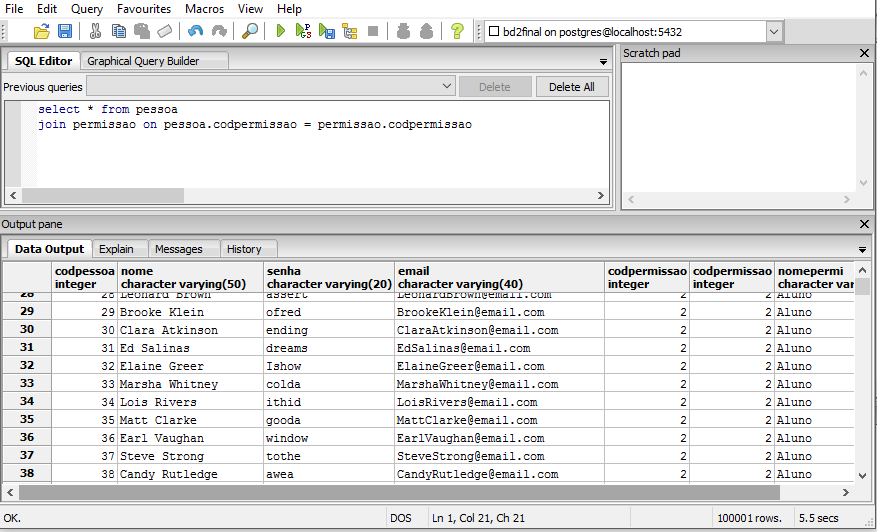 File Edit Query Favourites Macros View Help
bd2final on postgres@localhost:5432
SQL Editor Graphical Query Builder
Scratch pad
Previous queries Delete Delete All
select * from pessoa
join permissao on pessoa.codpermissao = permissao.codpermissao
Output pane
Data Output Explain Messages History
codpessoa nome senha email codpermissao codpermissao nomepermi
integer character varying(50) character varying(20) character varying(40) integer integer character var
28 28 Leonard Brown assert LeonardBrown@email.com 2 2 Aluno
29 29 Brooke Klein ofred BrookeKlein@email.com 2 2 Aluno
30 30 Clara Atkinson ending ClaraAtkinson@email.com 2 2 Aluno
31 31 Ed Salinas dreams EdSalinas@email.com 2 2 Aluno
32 32 Elaine Greer Ishow ElaineGreer@email.com 2 2 Aluno
33 33 Marsha Whitney colda MarshaWhitney@email.com 2 2 Aluno
34 34 Lois Rivers ithid LoisRivers@email.com 2 2 Aluno
35 35 Matt Clarke gooda MattClarke@email.com 2 2 Aluno
36 36 Earl Vaughan window EarlVaughan@email.com 2 2 Aluno
37 37 Steve Strong tothe SteveStrong@email.com 2 2 Aluno
38 38 Candy Rutledge awea CandyRutledge@email.com 2 2 Aluno
OK. DOS Ln 1, Col 21, Ch 21 100001 rows. 5.5 secs